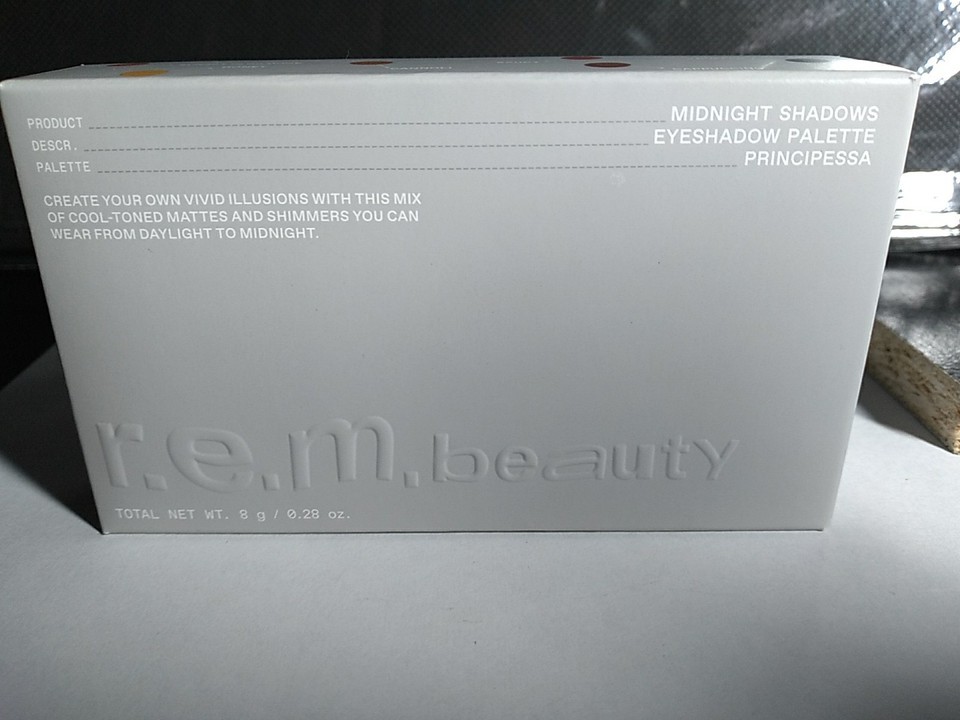 PRODUCT MIDNIGHT SHADOWS
DESCR. EYESHADOW PALETTE
PALETTE PRINCIPESSA
CREATE YOUR OWN VIVID ILLUSIONS WITH THIS MIX
OF COOL-TONED MATTES AND SHIMMERS YOU CAN
WEAR FROM DAYLIGHT TO MIDNIGHT.
r.e.m.beauty
TOTAL NET WT. 8 g / 0.28 oz.